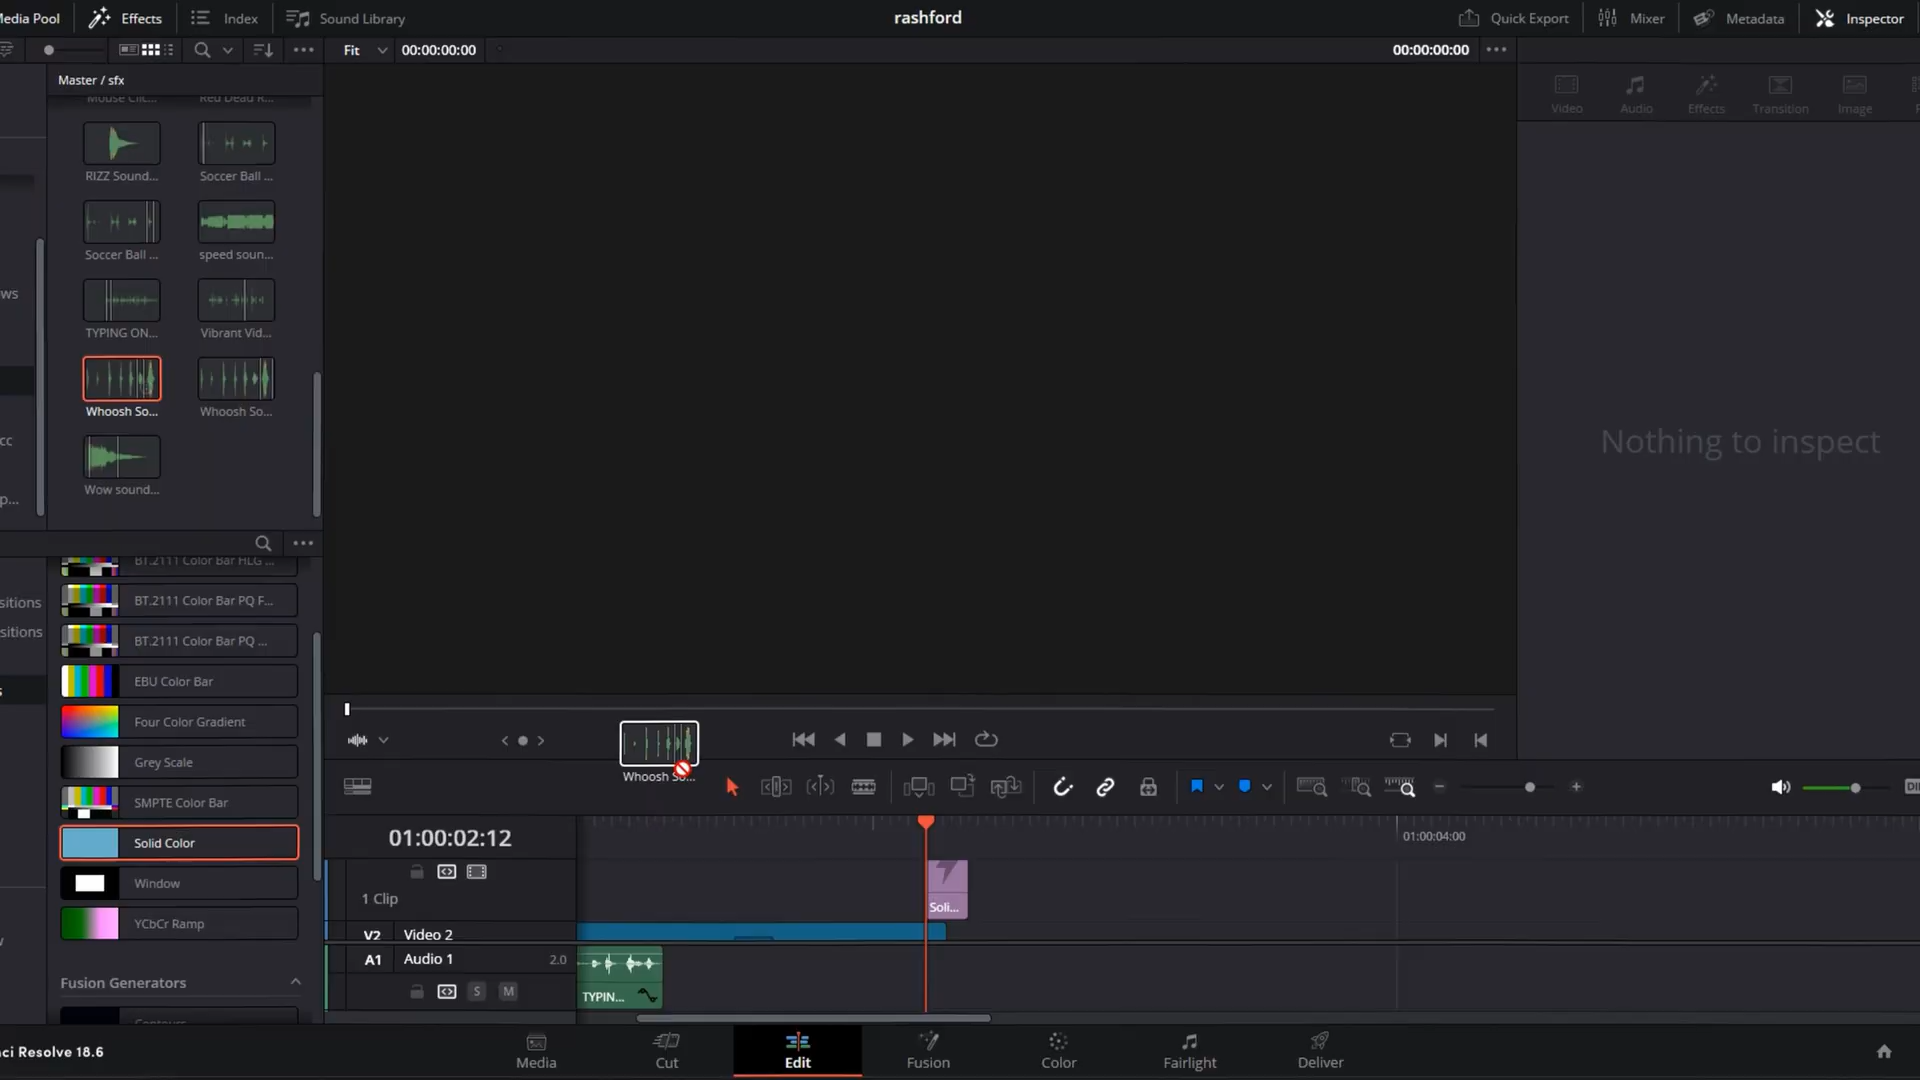 Media Pool
Effects
Index
Sound Library
rashford
Quick Export
Mixer
Metadata
Inspector
Fit
00:00:00:00
00:00:00:00
Master / sfx
Mouse Clic...
Red Dead R...
Video
Audio
Effects
Transition
Image
RIZZ Sound...
Soccer Ball ...
Soccer Ball ...
speed soun...
TYPING ON...
Vibrant Vid...
Whoosh So...
Whoosh So...
Wow sound...
Nothing to inspect
BT.2111 Color Bar HLG ...
BT.2111 Color Bar PQ F...
BT.2111 Color Bar PQ ...
EBU Color Bar
Four Color Gradient
Grey Scale
SMPTE Color Bar
Solid Color
Window
YCbCr Ramp
Fusion Generators
Contours
Whoosh So...
01:00:02:12
01:00:04:00
1 Clip
Soli...
V2 Video 2
A1 Audio 1 2.0
S M
TYPIN...
ci Resolve 18.6
Media
Cut
Edit
Fusion
Color
Fairlight
Deliver